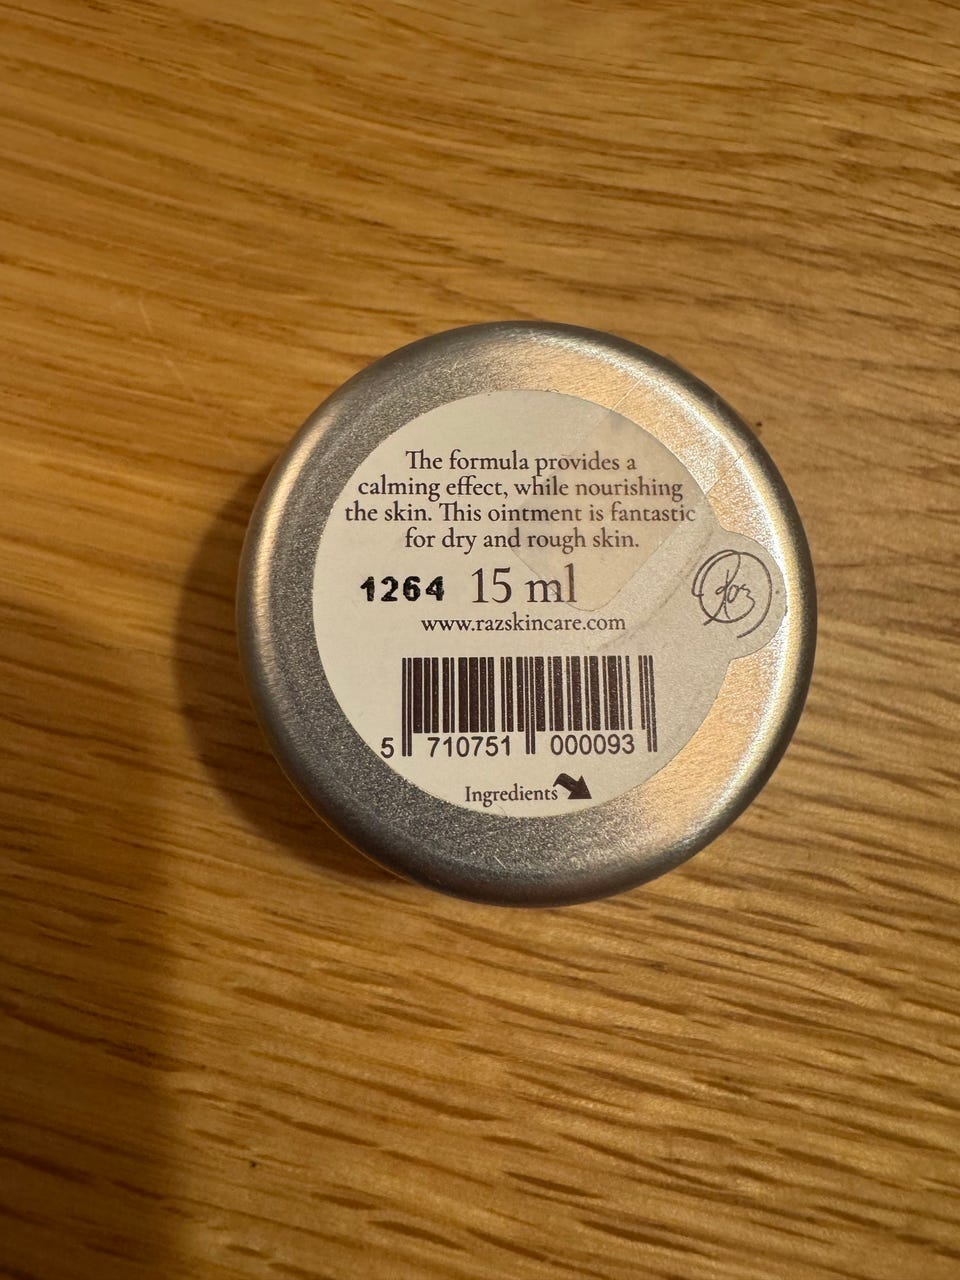 The formula provides a
calming effect, while nourishing
the skin. This ointment is fantastic
for dry and rough skin.
1264 15 ml
www.razskincare.com
5 710751 000093
Ingredients